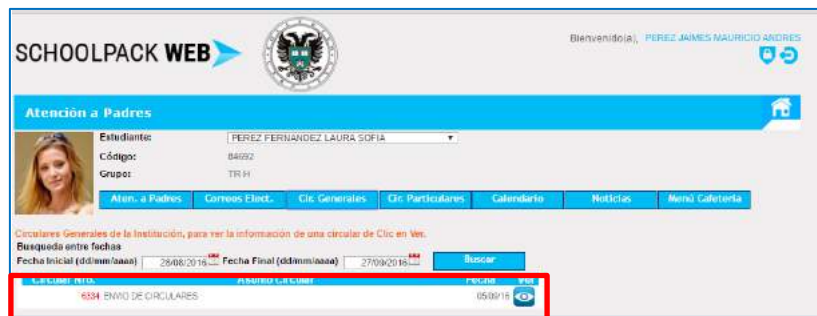 SCHOOLPACK WEB
Bienvenido(a), PEREZ JAIMES MAURICIO ANDRES
Atención a Padres
Estudiante: PEREZ FERNANDEZ LAURA SOFIA
Código: 84692
Grupo: TR H
Aten. a Padres Correos Elect. Cir. Generales Cir. Particulares Calendario Noticias Menú Cafetería
Circulares Generales de la Institución, para ver la información de una circular de Clic en Ver.
Busqueda entre fechas
Fecha Inicial (dd/mm/aaaa) 28/08/2016 Fecha Final (dd/mm/aaaa) 27/09/2016 Buscar
Circular Nro. Asunto Circular Fecha Ver
6334 ENVIO DE CIRCULARES 05/09/16